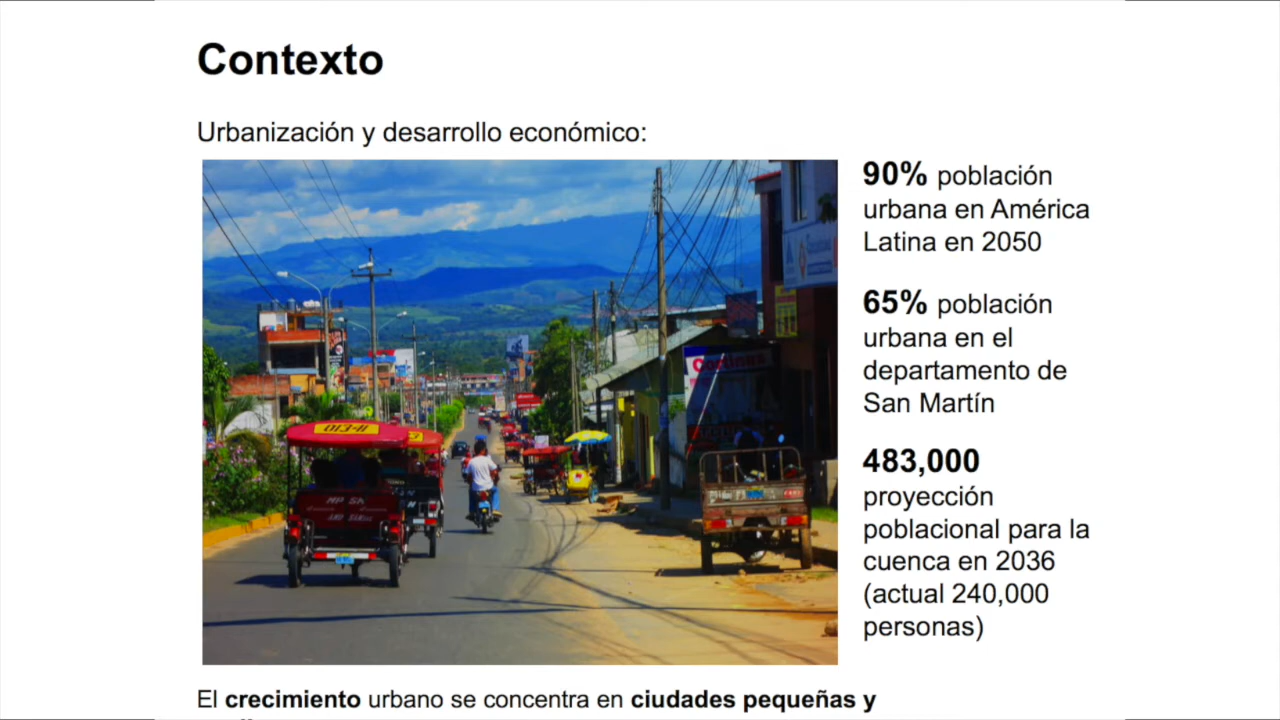 Contexto
Urbanización y desarrollo económico:
90% población
urbana en América
Latina en 2050
65% población
urbana en el
departamento de
San Martín
483,000
proyección
poblacional para la
cuenca en 2036
(actual 240,000
personas)
01341
El crecimiento urbano se concentra en ciudades pequeñas y